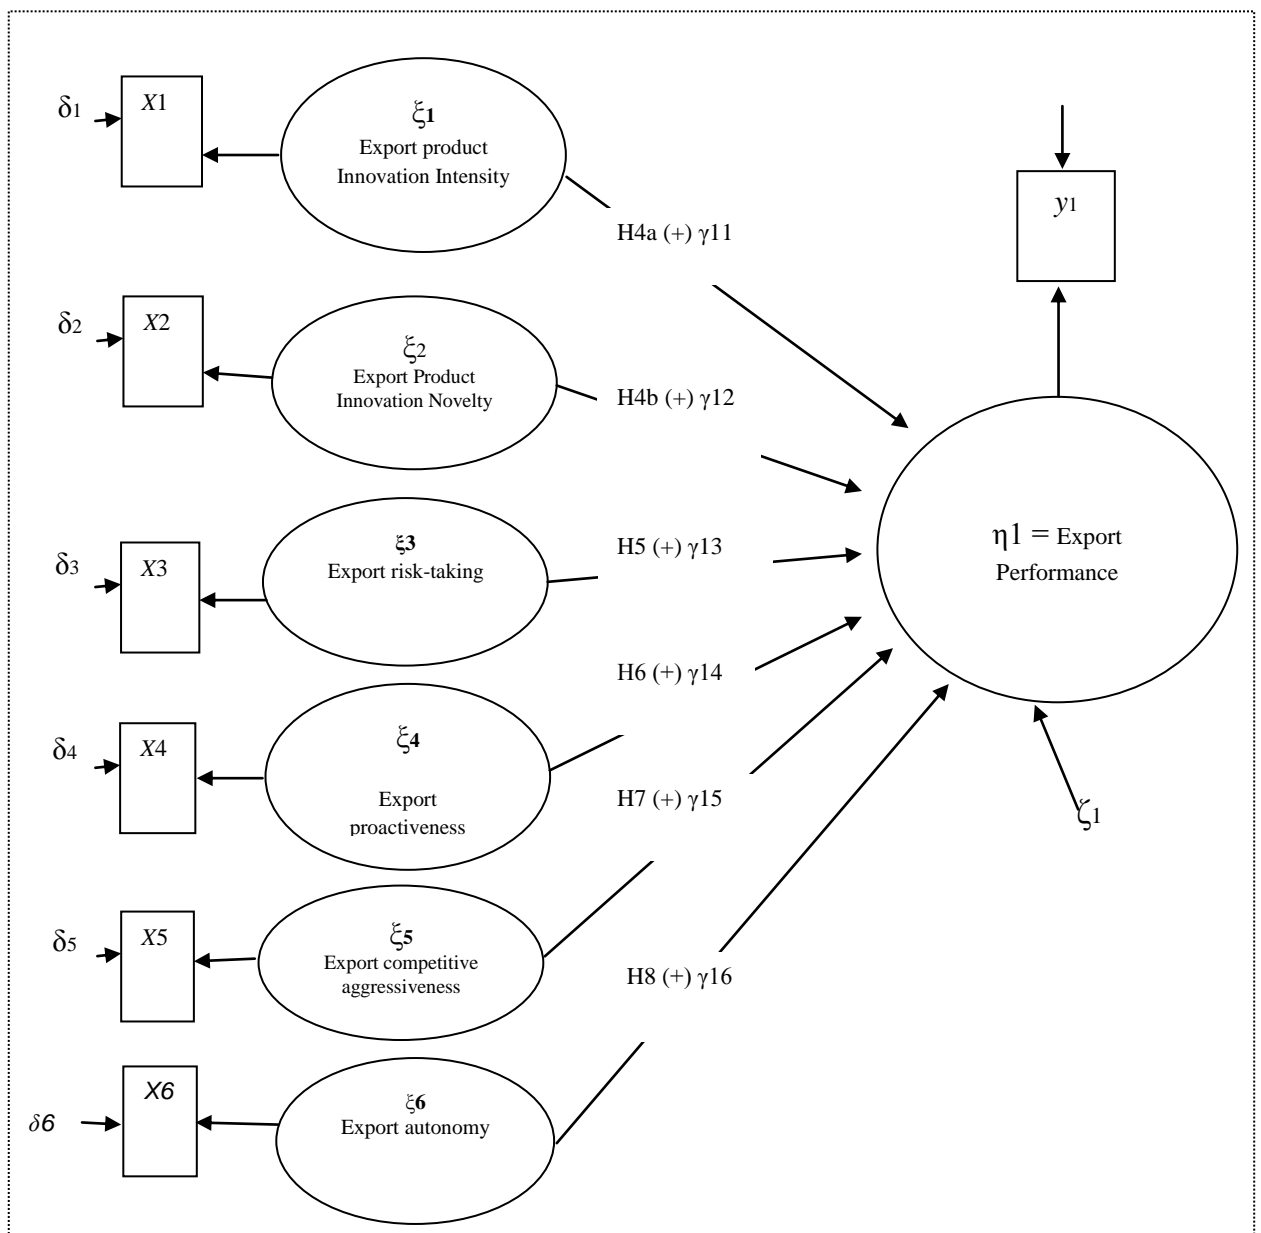 δ1
X1
ξ1
Export product
Innovation Intensity
y1
H4a (+) γ11
δ2
X2
ξ2
Export Product
Innovation Novelty
H4b (+) γ12
δ3
X3
ξ3
Export risk-taking
H5 (+) γ13
η1 = Export
Performance
H6 (+) γ14
δ4
X4
ξ4
Export
proactiveness
H7 (+) γ15
ζ1
δ5
X5
ξ5
Export competitive
aggressiveness
H8 (+) γ16
δ6
X6
ξ6
Export autonomy